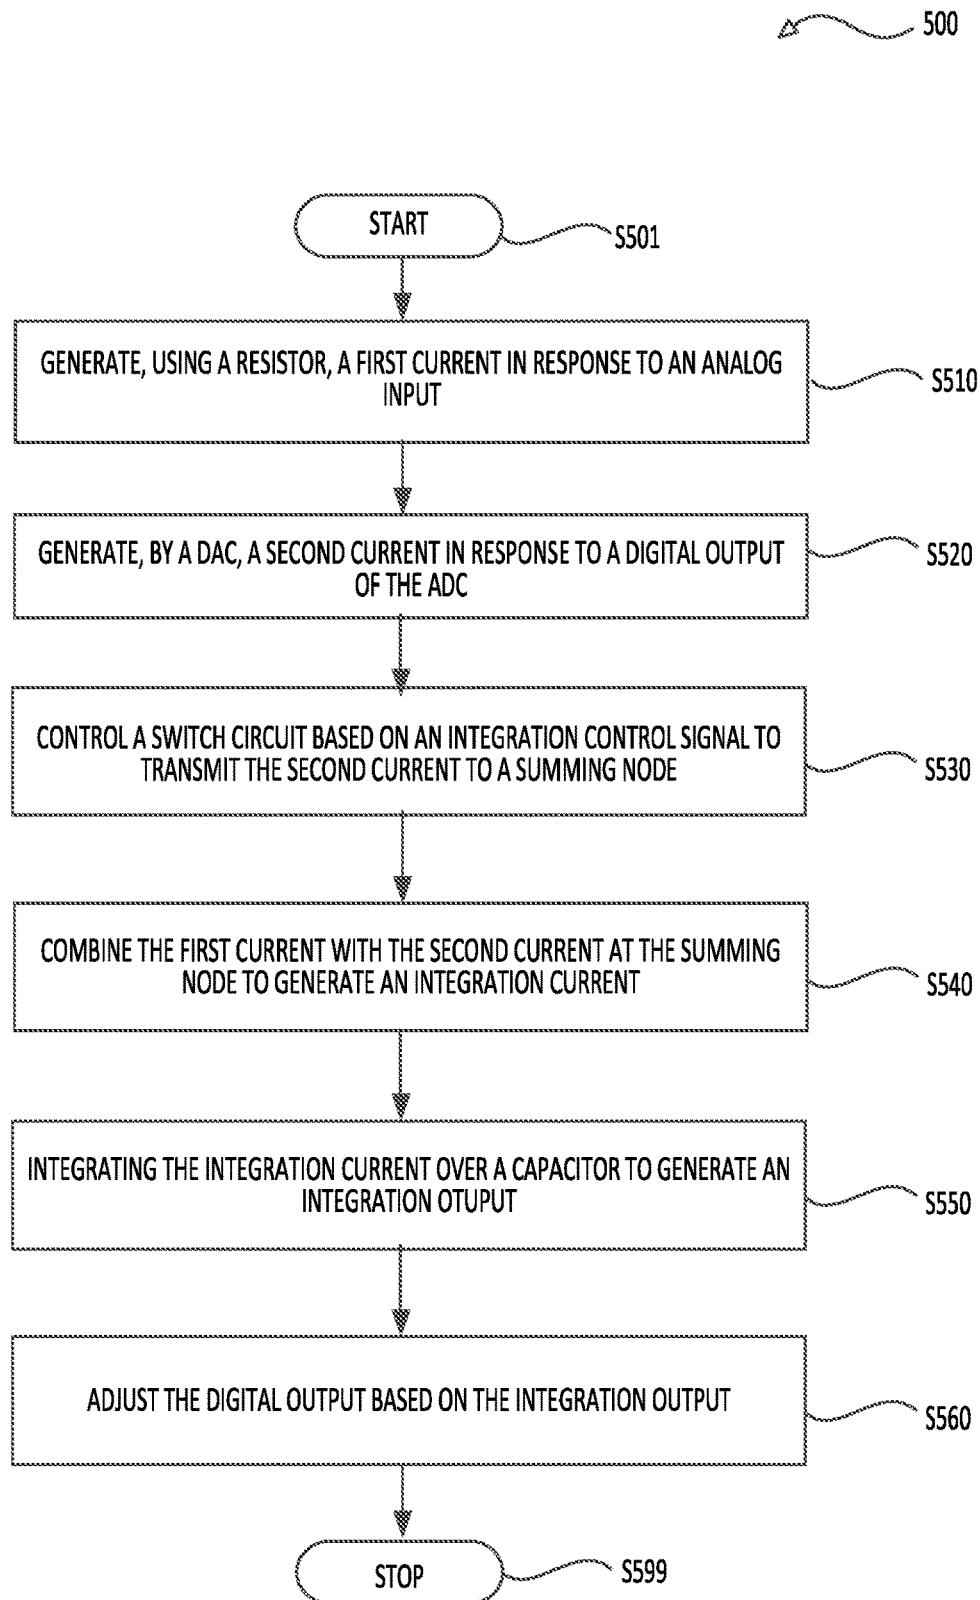 500
START
S501
GENERATE, USING A RESISTOR, A FIRST CURRENT IN RESPONSE TO AN ANALOG
INPUT
S510
GENERATE, BY A DAC, A SECOND CURRENT IN RESPONSE TO A DIGITAL OUTPUT
OF THE ADC
S520
CONTROL A SWITCH CIRCUIT BASED ON AN INTEGRATION CONTROL SIGNAL TO
TRANSMIT THE SECOND CURRENT TO A SUMMING NODE
S530
COMBINE THE FIRST CURRENT WITH THE SECOND CURRENT AT THE SUMMING
NODE TO GENERATE AN INTEGRATION CURRENT
S540
INTEGRATING THE INTEGRATION CURRENT OVER A CAPACITOR TO GENERATE AN
INTEGRATION OTUPUT
S550
ADJUST THE DIGITAL OUTPUT BASED ON THE INTEGRATION OUTPUT
S560
STOP
S599